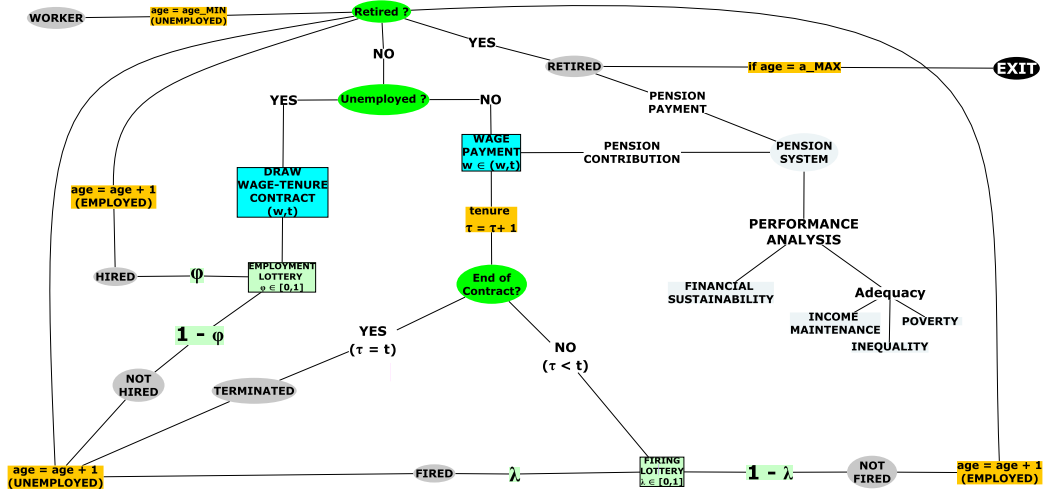 WORKER
age = age_MIN
(UNEMPLOYED)
Retired ?
NO
YES
RETIRED
if age = a_MAX
EXIT
YES
Unemployed ?
NO
PENSION
PAYMENT
WAGE
PAYMENT
w ∈ (w,t)
PENSION
CONTRIBUTION
PENSION
SYSTEM
DRAW
WAGE-TENURE
CONTRACT
(w,t)
age = age + 1
(EMPLOYED)
tenure
τ = τ+ 1
PERFORMANCE
ANALYSIS
HIRED
φ
EMPLOYMENT
LOTTERY
φ ∈ [0,1]
End of
Contract?
FINANCIAL
SUSTAINABILITY
Adequacy
INCOME
MAINTENANCE
POVERTY
INEQUALITY
1 - φ
YES
(τ = t)
NO
(τ < t)
NOT
HIRED
TERMINATED
age = age + 1
(UNEMPLOYED)
FIRED
λ
FIRING
LOTTERY
λ ∈ [0,1]
1 - λ
NOT
FIRED
age = age + 1
(EMPLOYED)